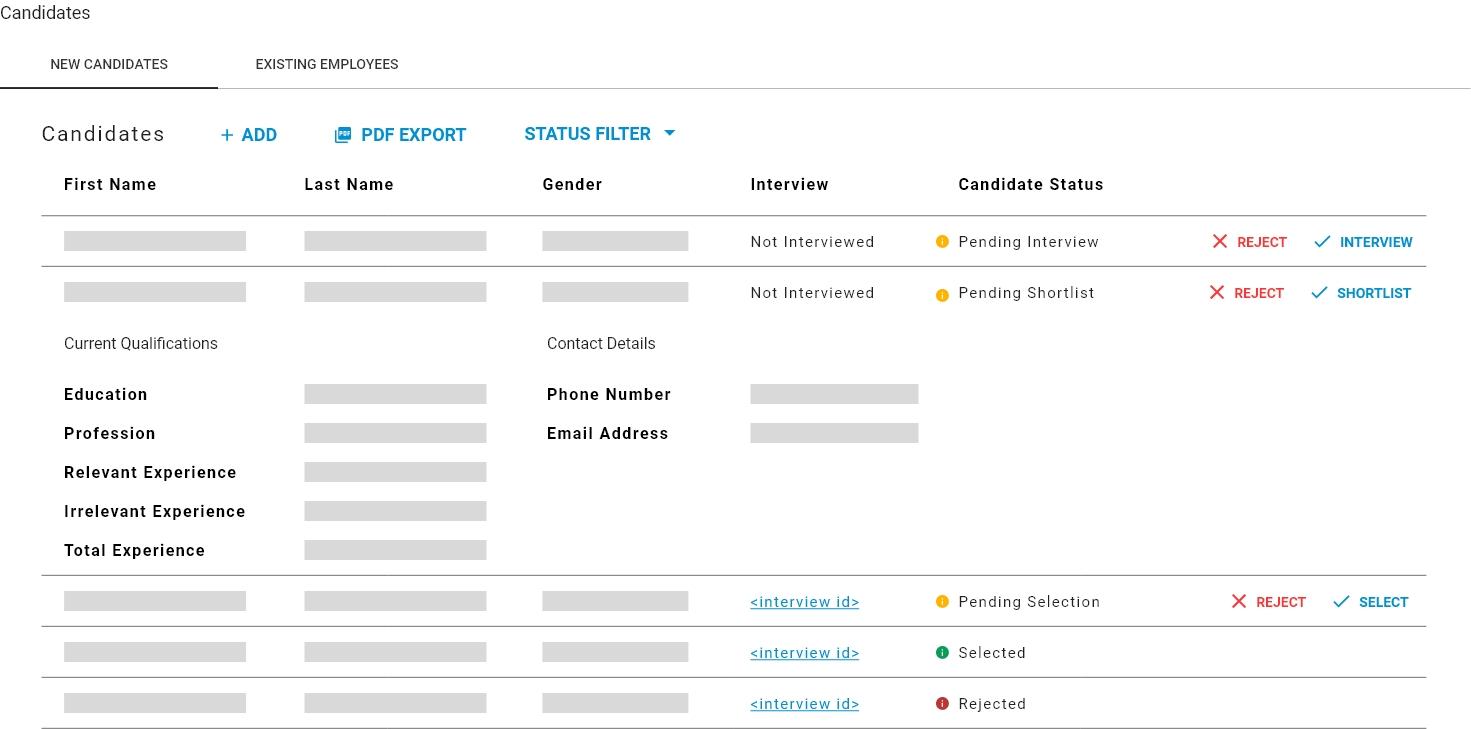 Candidates
NEW CANDIDATES EXISTING EMPLOYEES
Candidates + ADD PDF EXPORT STATUS FILTER
First Name Last Name Gender Interview Candidate Status
Not Interviewed Pending Interview REJECT INTERVIEW
Not Interviewed Pending Shortlist REJECT SHORTLIST
Current Qualifications Contact Details
Education Phone Number
Profession Email Address
Relevant Experience
Irrelevant Experience
Total Experience
<interview id> Pending Selection REJECT SELECT
<interview id> Selected
<interview id> Rejected